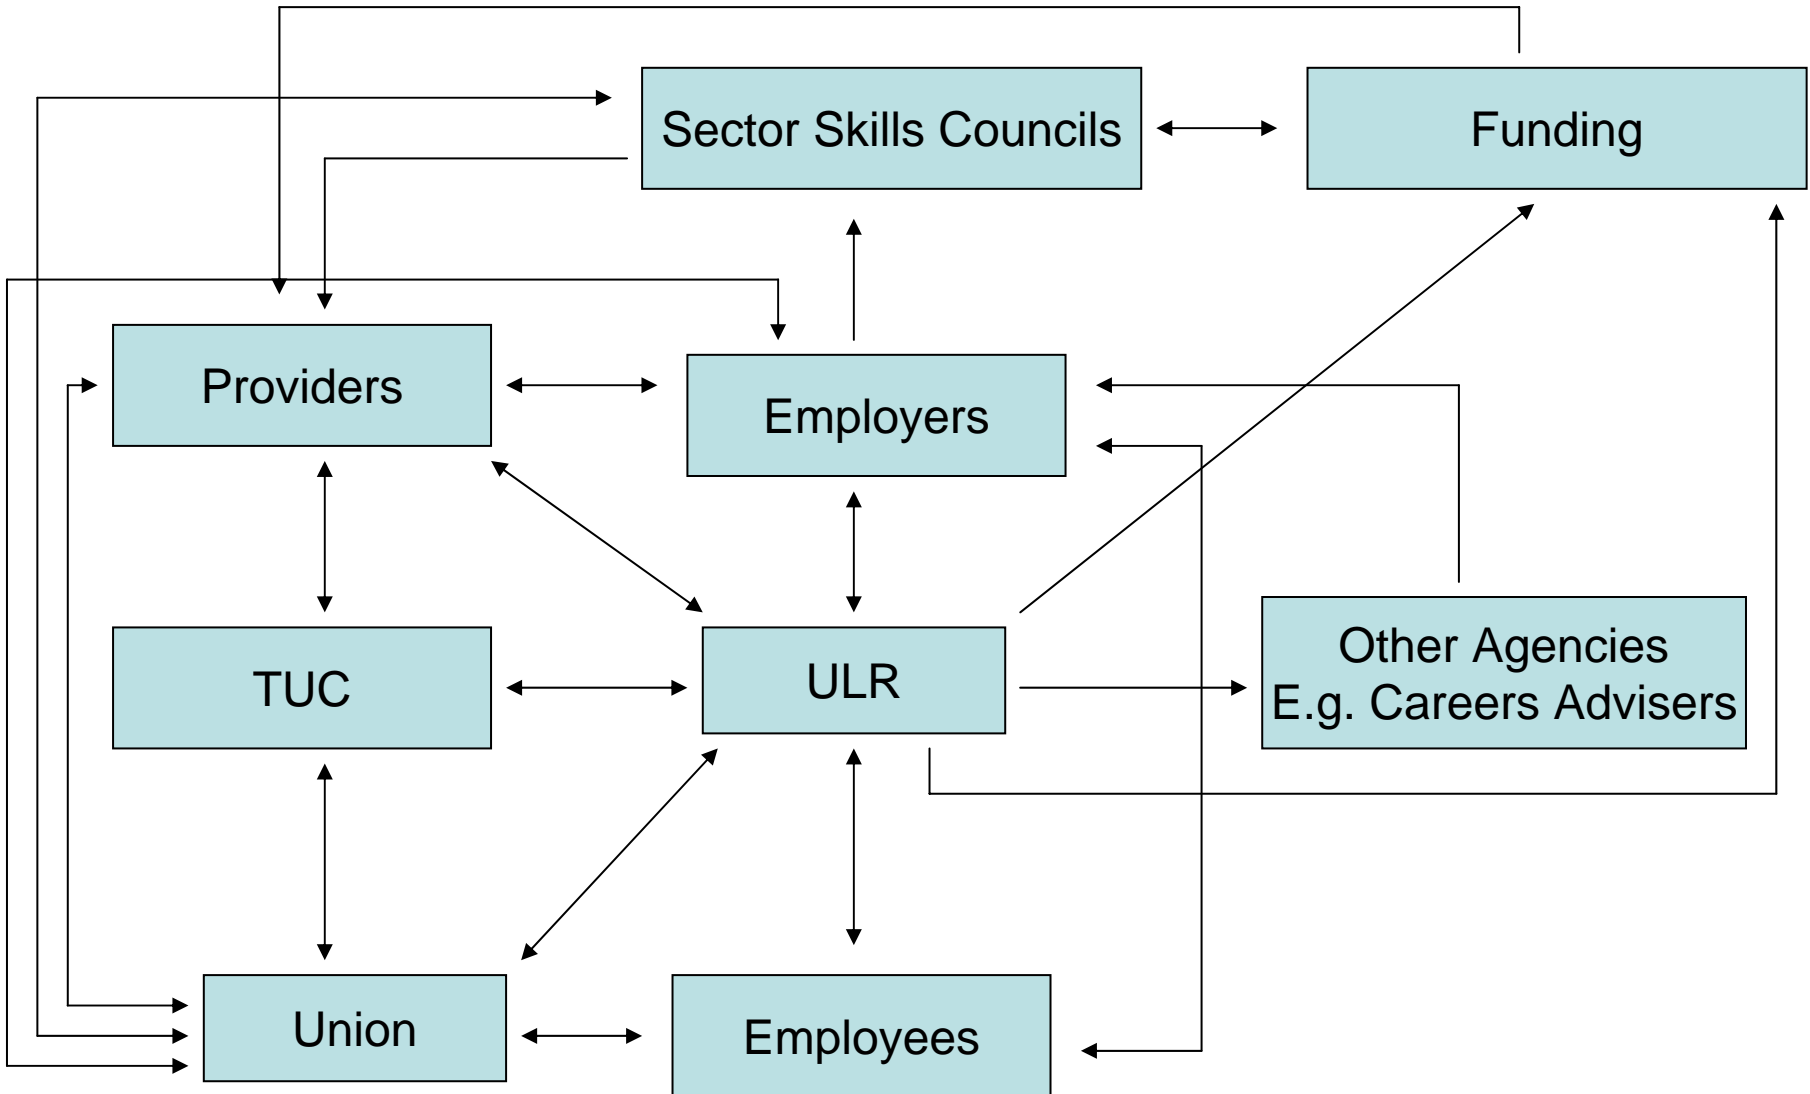 Sector Skills Councils
Funding
Providers
Employers
TUC
ULR
Other Agencies
E.g. Careers Advisers
Union
Employees